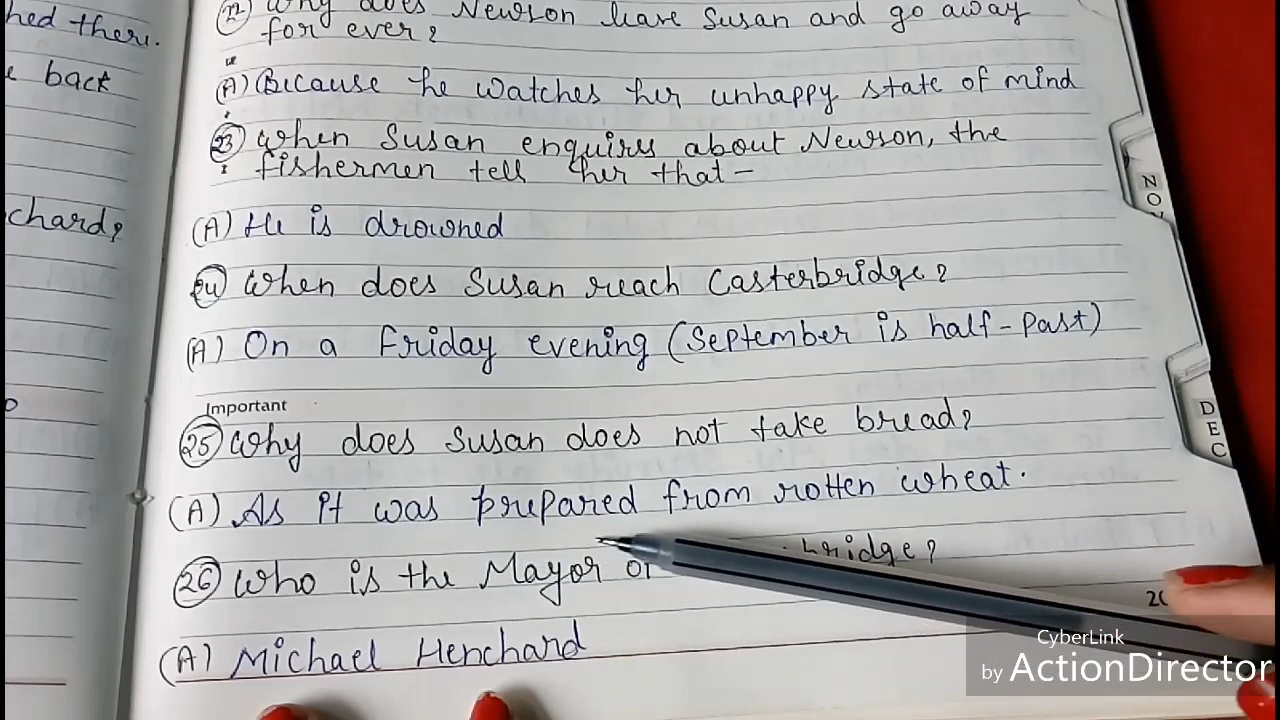 hed there.
e back
chard?
(22) Why does Newson leave Susan and go away
for ever?
(A) Because he watches her unhappy state of mind
(23) When Susan enquires about Newson, the
fishermen tell her that-
(A) He is drowned
(24) When does Susan reach Casterbridge?
(A) On a Friday evening (September is half-past)
Important
(25) Why does Susan does not take bread?
(A) As it was prepared from rotten wheat.
(26) Who is the Mayor of bridge?
(A) Michael Henchard
NOV
DEC
20
CyberLink
by ActionDirector